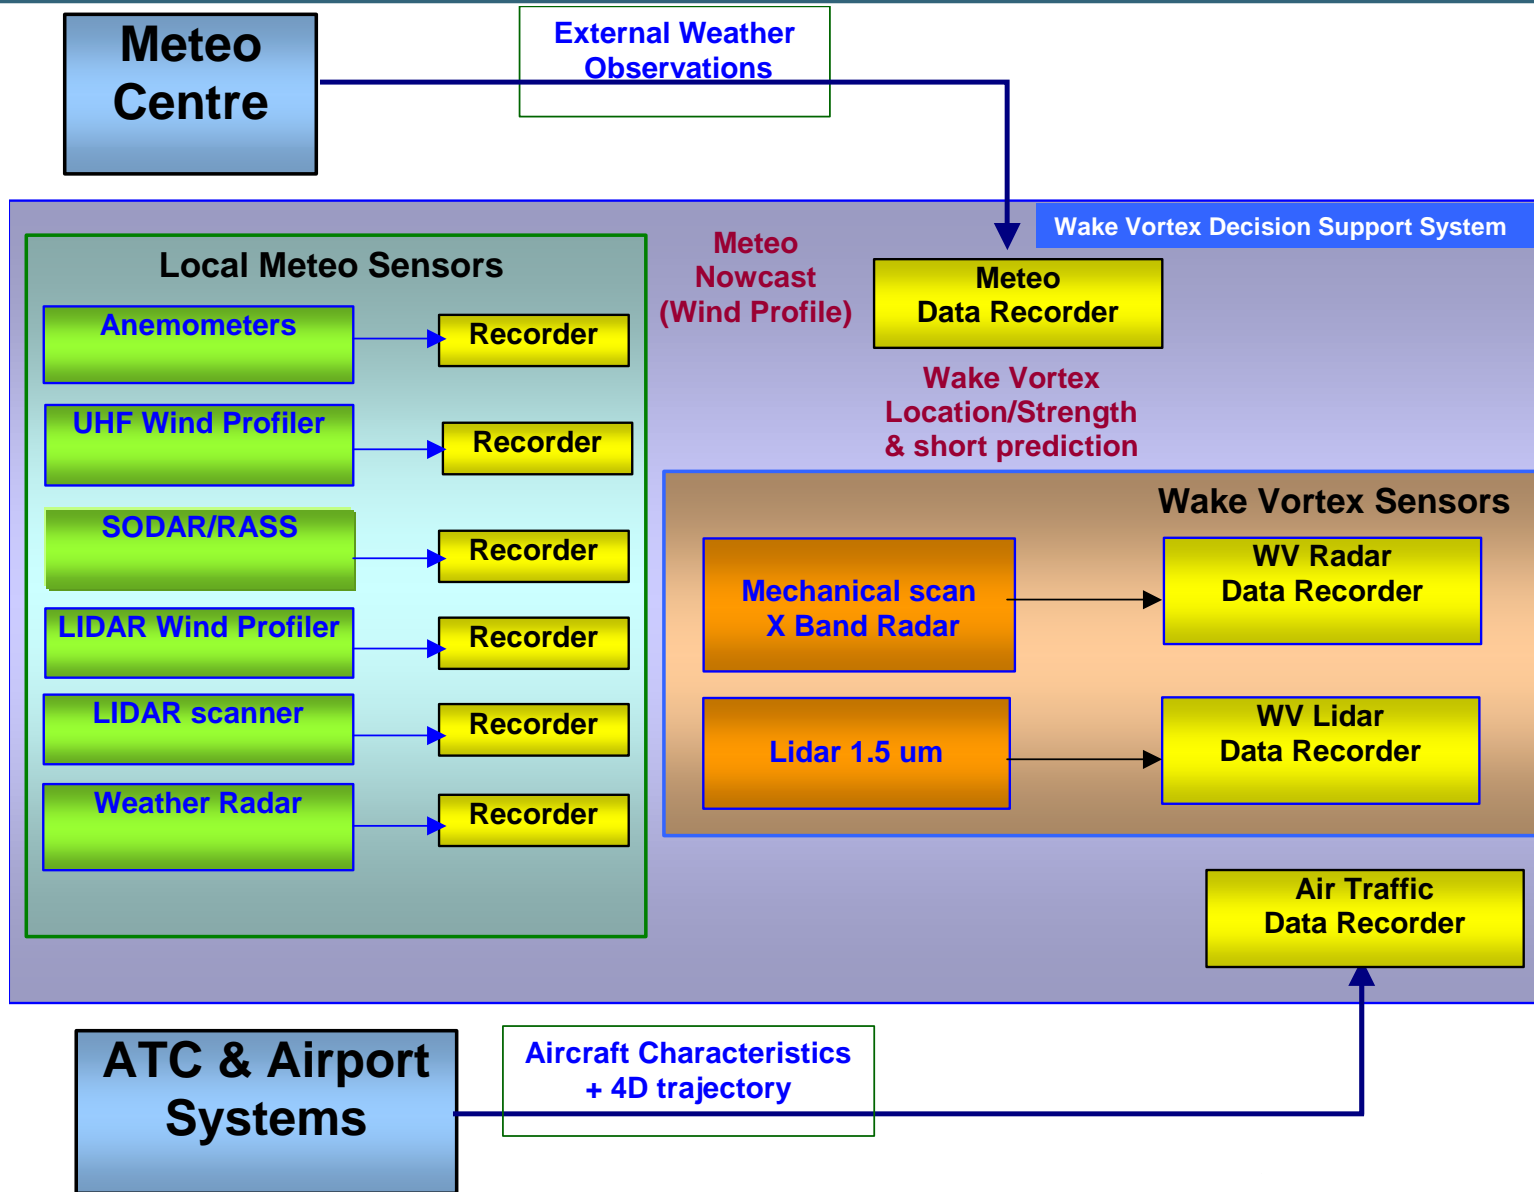 Meteo
Centre
External Weather
Observations
Wake Vortex Decision Support System
Local Meteo Sensors
Anemometers
Recorder
UHF Wind Profiler
Recorder
SODAR/RASS
Recorder
LIDAR Wind Profiler
Recorder
LIDAR scanner
Recorder
Weather Radar
Recorder
Meteo
Nowcast
(Wind Profile)
Meteo
Data Recorder
Wake Vortex
Location/Strength
& short prediction
Wake Vortex Sensors
Mechanical scan
X Band Radar
WV Radar
Data Recorder
Lidar 1.5 um
WV Lidar
Data Recorder
Air Traffic
Data Recorder
ATC & Airport
Systems
Aircraft Characteristics
+ 4D trajectory